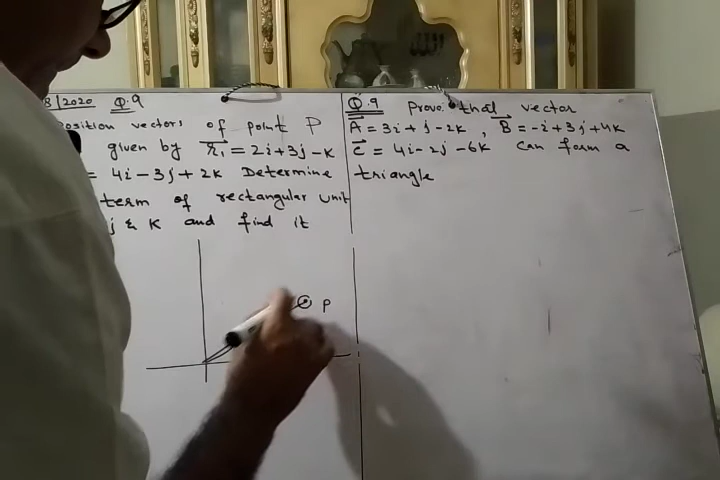 8/2020 Q.9
osition vectors of point P
given by r₁ = 2i+3j-k
= 4i-3j+2k Determine
term of rectangular unit
j & k and find it
P
Q.9 Prove that vector
A = 3i+j-2k, B = -i+3j+4k
C = 4i-2j-6k Can form a
triangle